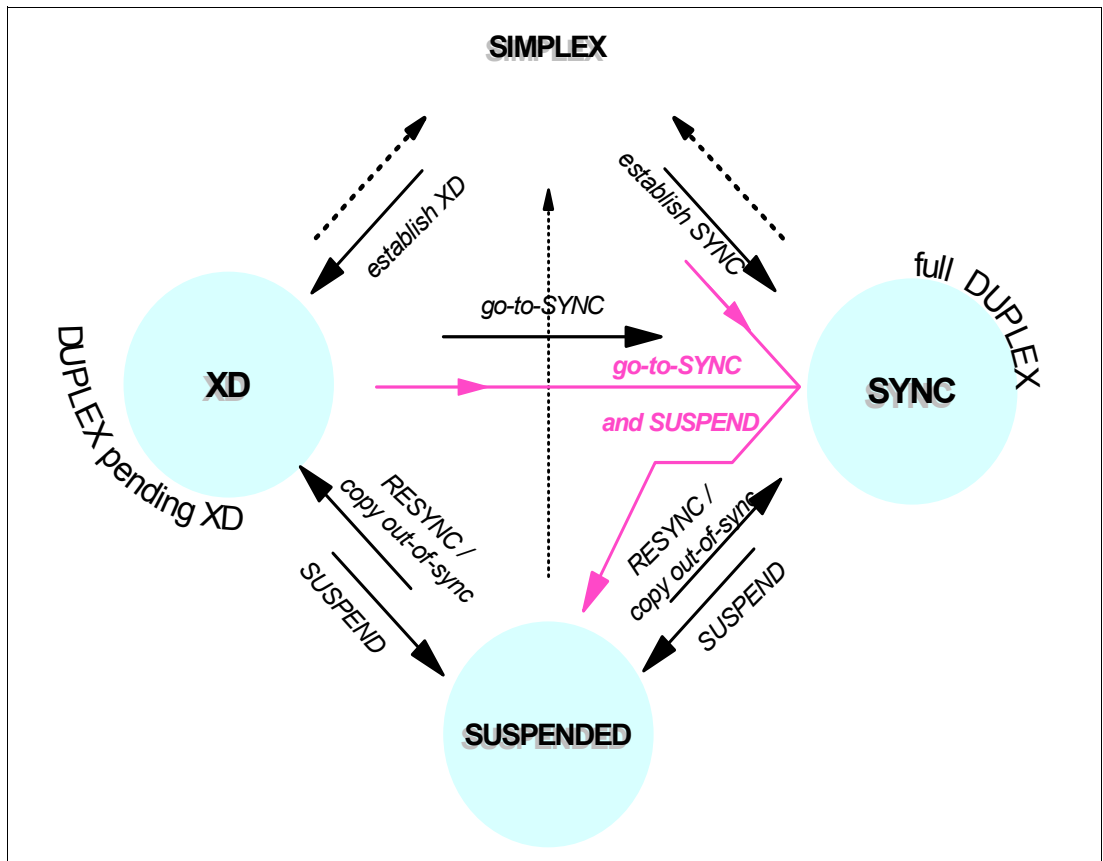 SIMPLEX
establish XD
establish SYNC
full DUPLEX
go-to-SYNC
go-to-SYNC
XD
SYNC
and SUSPEND
DUPLEX pending XD
RESYNC /
copy out-of-sync
SUSPEND
RESYNC /
copy out-of-sync
SUSPEND
SUSPENDED